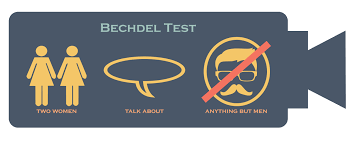 BECHDEL TEST
TWO WOMEN
TALK ABOUT
ANYTHING BUT MEN